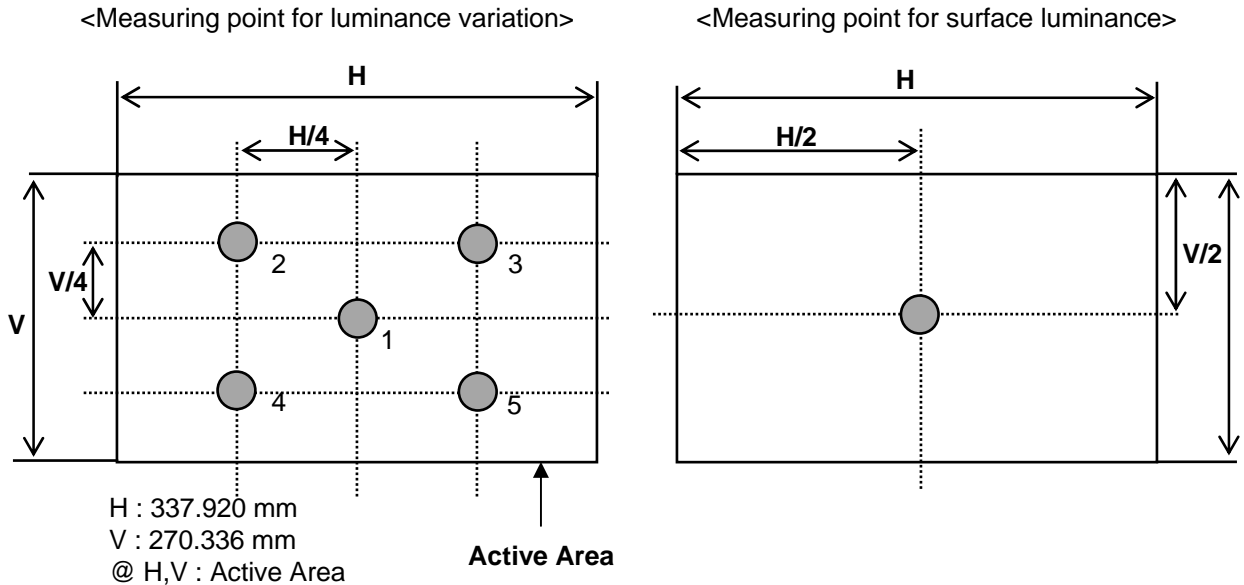 <Measuring point for luminance variation>
<Measuring point for surface luminance>
H
H/4
V
V/4
2
3
1
4
5
H : 337.920 mm
V : 270.336 mm
@ H,V : Active Area
Active Area
H
H/2
V/2